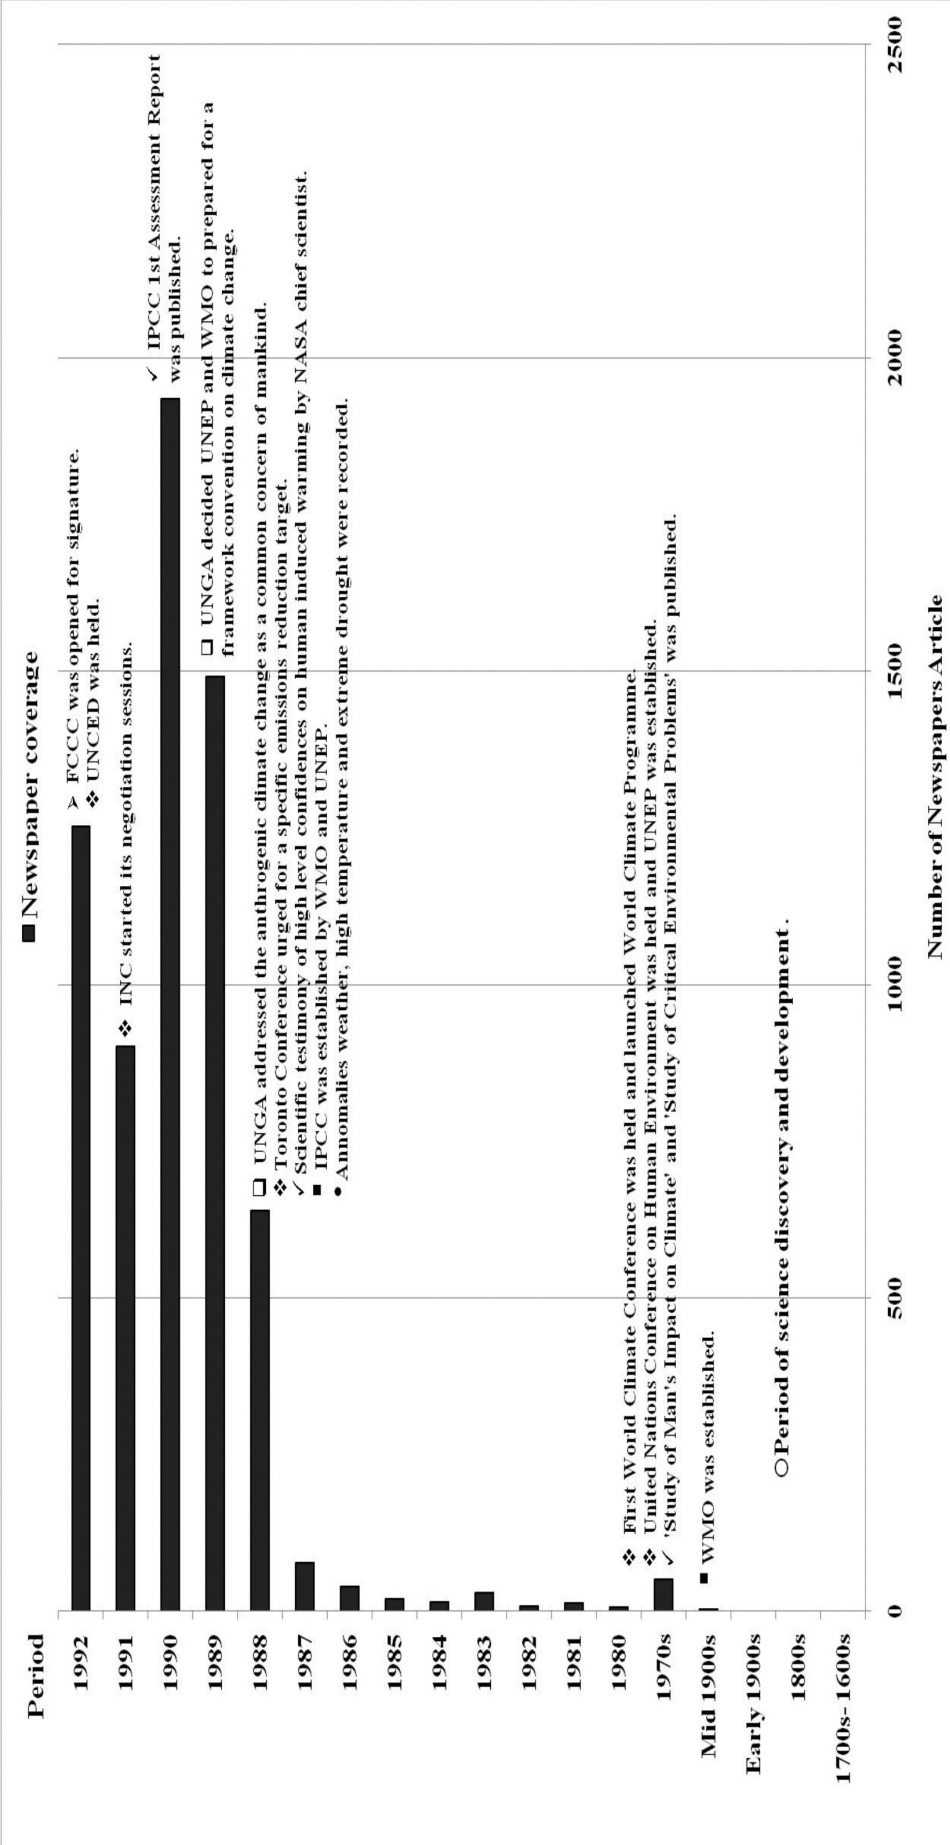 ■ Newspaper coverage
Period
1992
➢ FCCC was opened for signature.
❖ UNCED was held.
1991
❖ INC started its negotiation sessions.
1990
✓ IPCC 1st Assessment Report
was published.
1989
❑ UNGA decided UNEP and WMO to prepared for a
framework convention on climate change.
1988
❑ UNGA addressed the anthrogenic climate change as a common concern of mankind.
❖ Toronto Conference urged for a specific emissions reduction target.
✓ Scientific testimony of high level confidences on human induced warming by NASA chief scientist.
■ IPCC was established by WMO and UNEP.
● Annomalies weather, high temperature and extreme drought were recorded.
1987
1986
1985
1984
1983
1982
1981
1980
❖ First World Climate Conference was held and launched World Climate Programme.
1970s
❖ United Nations Conference on Human Environment was held and UNEP was established.
✓ 'Study of Man's Impact on Climate' and 'Study of Critical Environmental Problems' was published.
Mid 1900s
■ WMO was established.
Early 1900s
1800s
○Period of science discovery and development .
1700s-1600s
0 500 1000 1500 2000 2500
Number of Newspapers Article